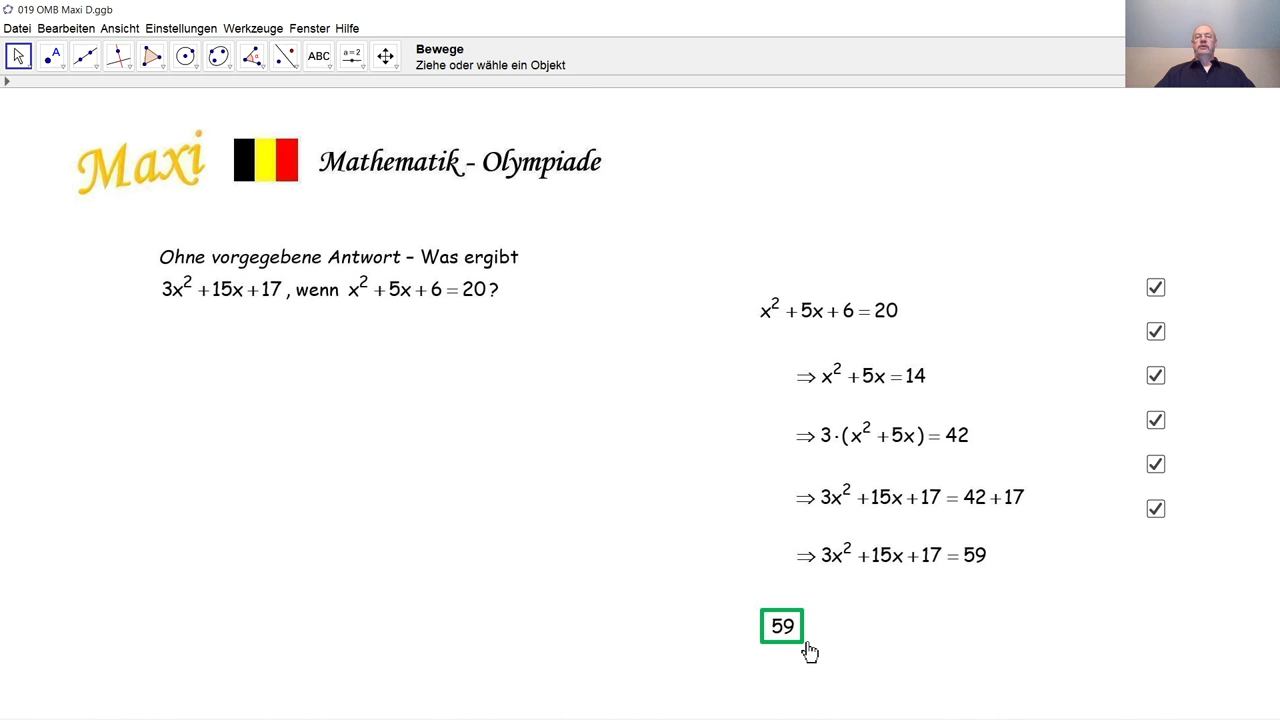 019 OMB Maxi D.ggb
Datei Bearbeiten Ansicht Einstellungen Werkzeuge Fenster Hilfe
A ABC a=2
Bewege
Ziehe oder wähle ein Objekt
Maxi Mathematik - Olympiade
Ohne vorgegebene Antwort – Was ergibt
3x² + 15x + 17 , wenn x² + 5x + 6 = 20 ?
x² + 5x + 6 = 20
⇒ x² + 5x = 14
⇒ 3 · (x² + 5x) = 42
⇒ 3x² + 15x + 17 = 42 + 17
⇒ 3x² + 15x + 17 = 59
59